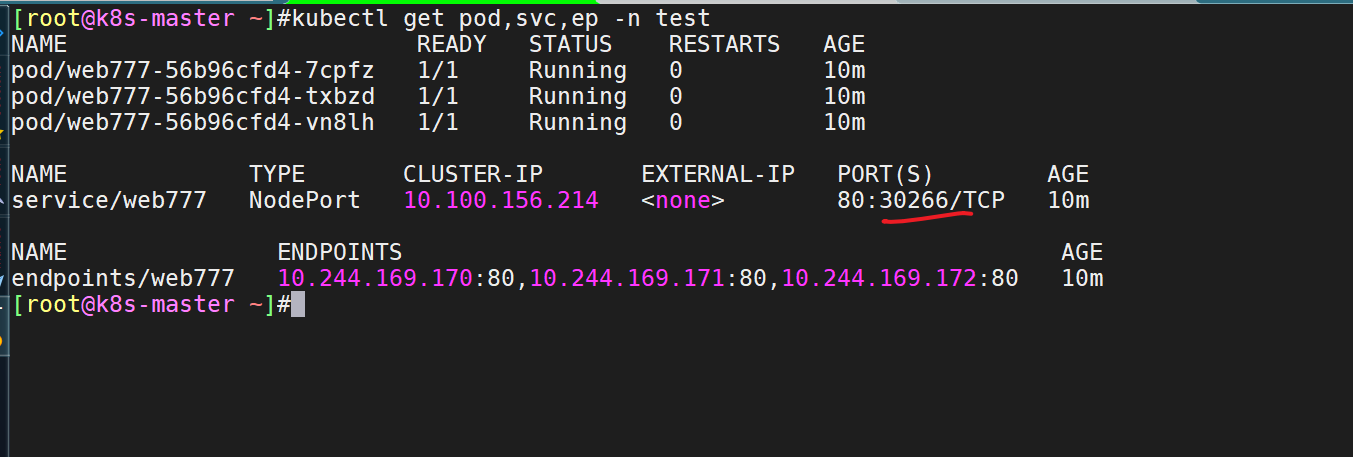 [root@k8s-master ~]#kubectl get pod,svc,ep -n test
NAME READY STATUS RESTARTS AGE
pod/web777-56b96cfd4-7cpfz 1/1 Running 0 10m
pod/web777-56b96cfd4-txbzd 1/1 Running 0 10m
pod/web777-56b96cfd4-vn8lh 1/1 Running 0 10m
NAME TYPE CLUSTER-IP EXTERNAL-IP PORT(S) AGE
service/web777 NodePort 10.100.156.214 <none> 80:30266/TCP 10m
NAME ENDPOINTS AGE
endpoints/web777 10.244.169.170:80,10.244.169.171:80,10.244.169.172:80 10m
[root@k8s-master ~]#